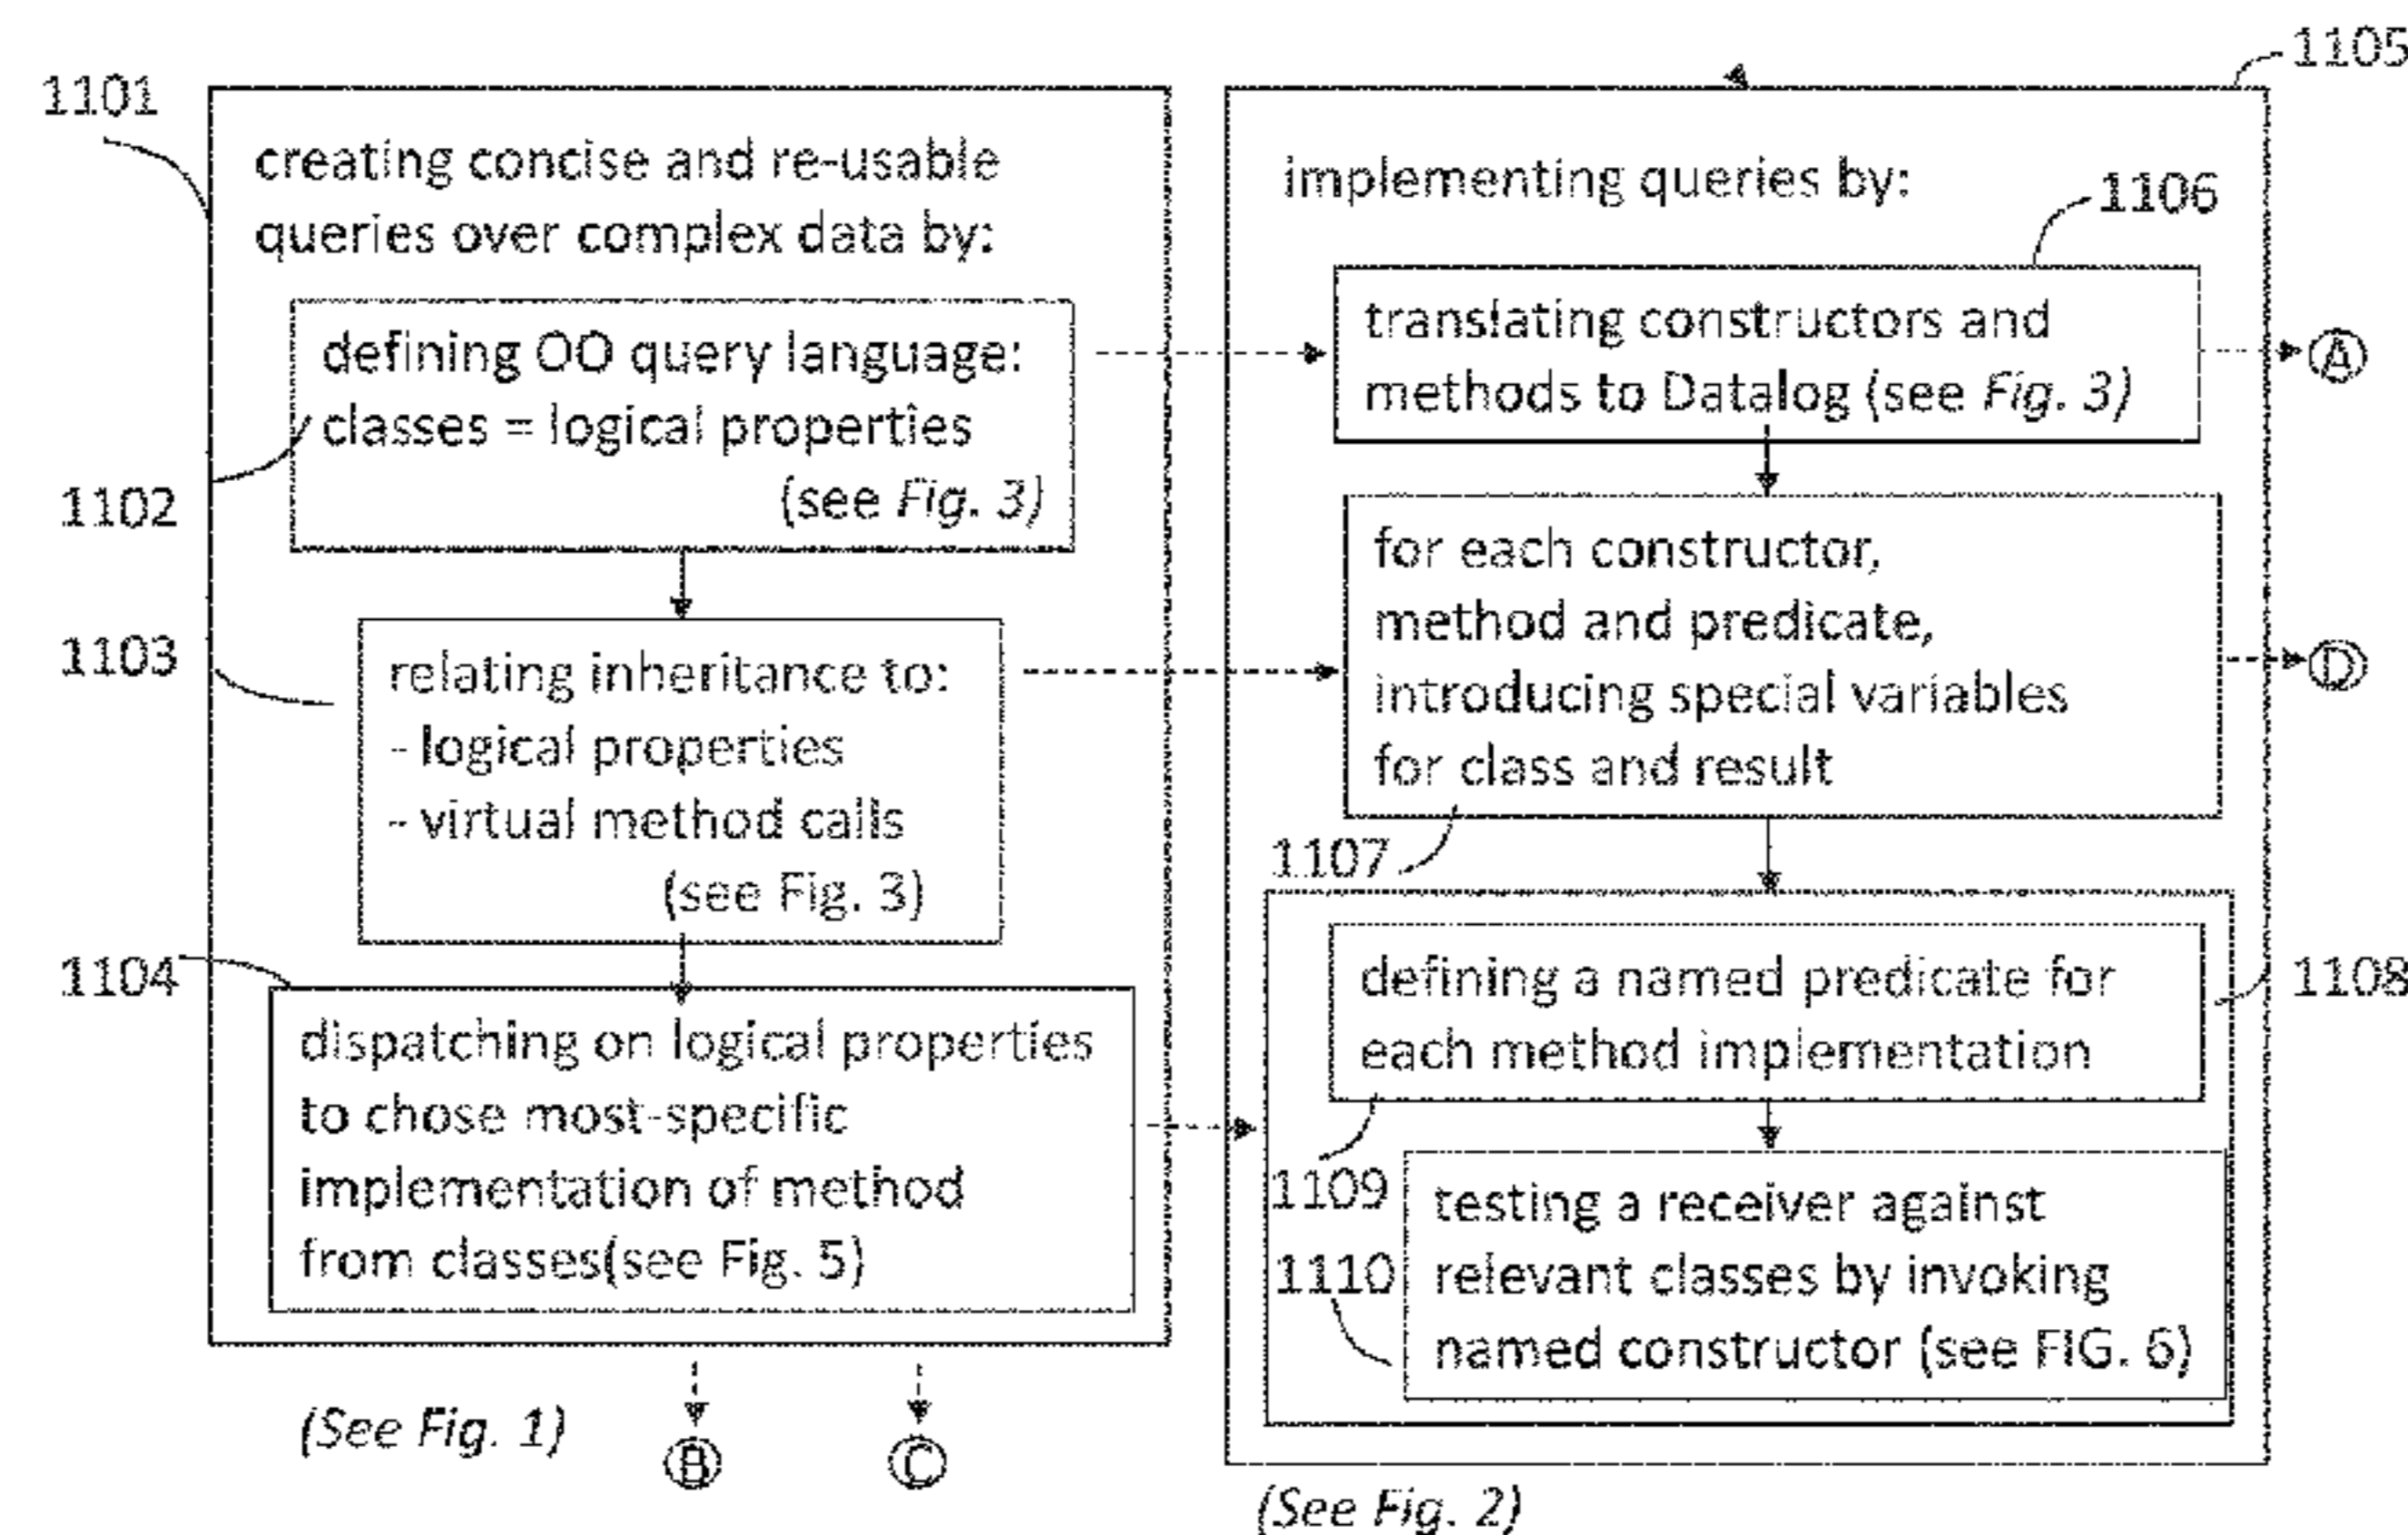 1101
creating concise and re-usable
queries over complex data by:
1102
defining OO query language:
classes = logical properties
(see Fig. 3)
1103
relating inheritance to:
- logical properties
- virtual method calls
(see Fig. 3)
1104
dispatching on logical properties
to chose most-specific
implementation of method
from classes(see Fig. 5)
(See Fig. 1)
B
C
1105
implementing queries by:
1106
translating constructors and
methods to Datalog (see Fig. 3)
A
for each constructor,
method and predicate,
introducing special variables
for class and result
D
1107
1108
defining a named predicate for
each method implementation
1109
testing a receiver against
relevant classes by invoking
named constructor (see FIG. 6)
1110
(See Fig. 2)